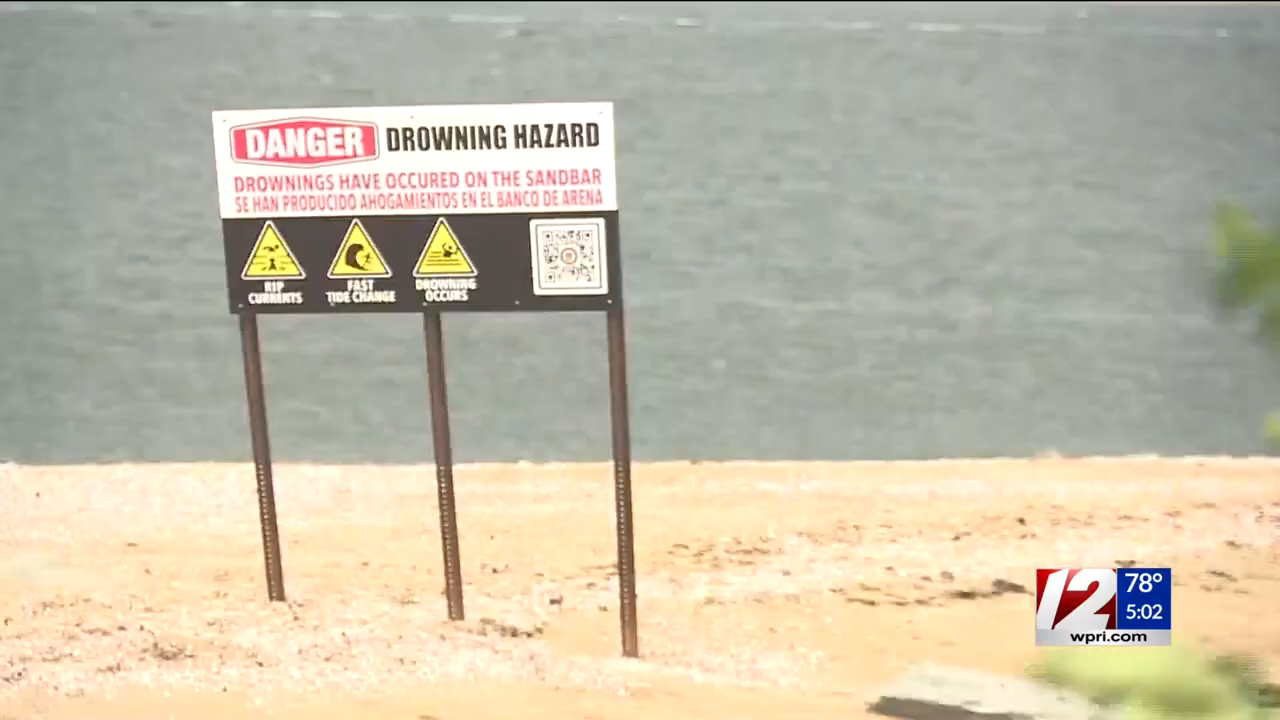 DANGER DROWNING HAZARD
DROWNINGS HAVE OCCURED ON THE SANDBAR
SE HAN PRODUCIDO AHOGAMIENTOS EN EL BANCO DE ARENA
RIP
CURRENTS
FAST
TIDE CHANGE
DROWNING
OCCURS
12
78°
5:02
wpri.com